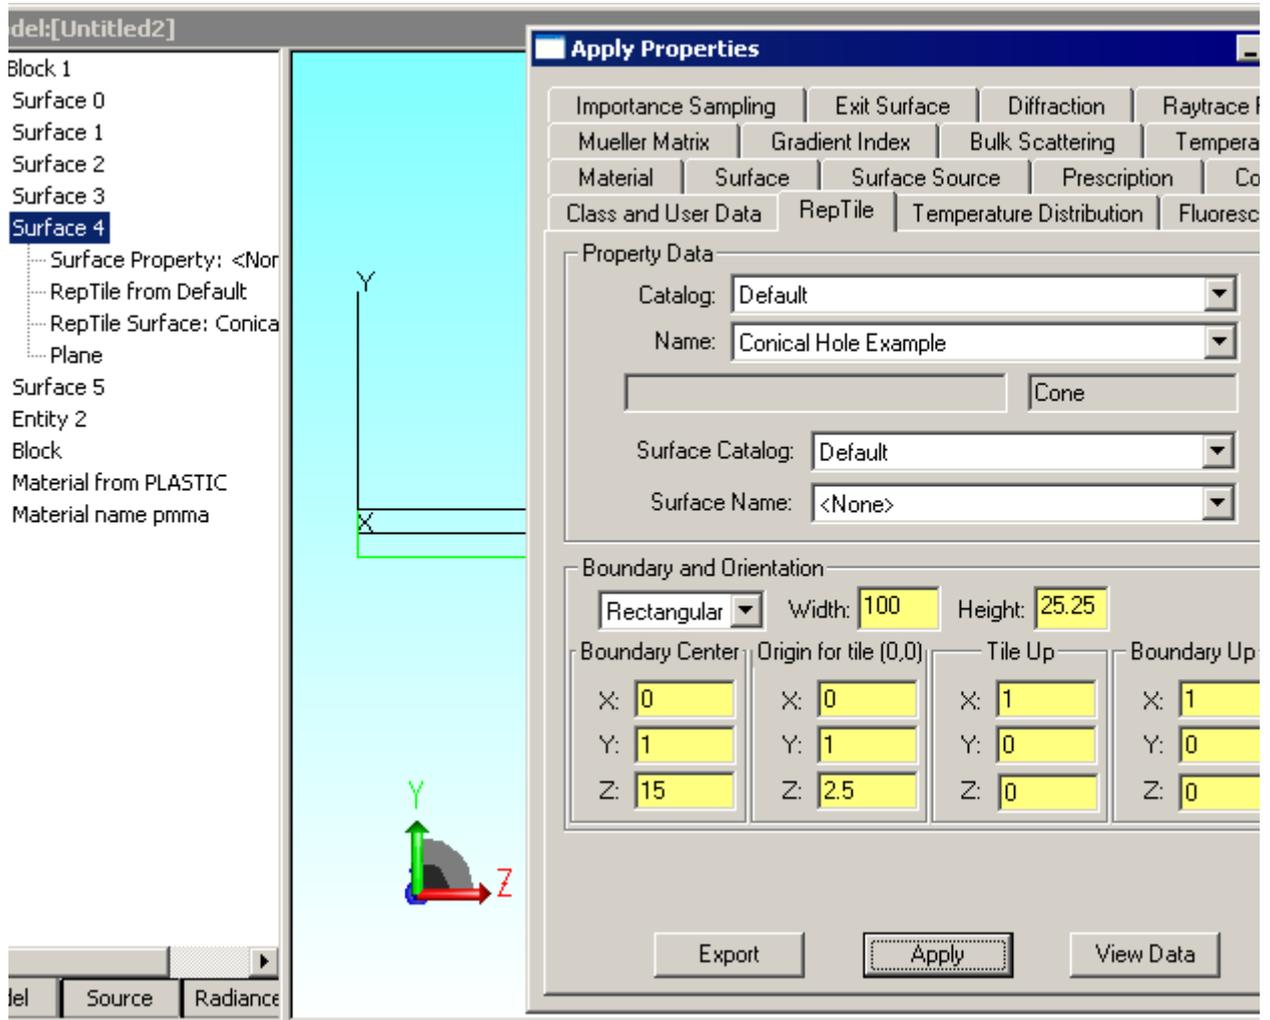 del:[Untitled2]
Block 1
Surface 0
Surface 1
Surface 2
Surface 3
Surface 4
Surface Property: <Nor
RepTile from Default
RepTile Surface: Conica
Plane
Surface 5
Entity 2
Block
Material from PLASTIC
Material name pmma
del Source Radiance
Y
X
Y
Z
Apply Properties
Importance Sampling Exit Surface Diffraction Raytrace F
Mueller Matrix Gradient Index Bulk Scattering Tempera
Material Surface Surface Source Prescription Co
Class and User Data RepTile Temperature Distribution Fluoresc
Property Data
Catalog: Default
Name: Conical Hole Example
Cone
Surface Catalog: Default
Surface Name: <None>
Boundary and Orientation
Rectangular Width: 100 Height: 25.25
Boundary Center Origin for tile (0,0) Tile Up Boundary Up
X: 0 X: 0 X: 1 X: 1
Y: 1 Y: 1 Y: 0 Y: 0
Z: 15 Z: 2.5 Z: 0 Z: 0
Export Apply View Data